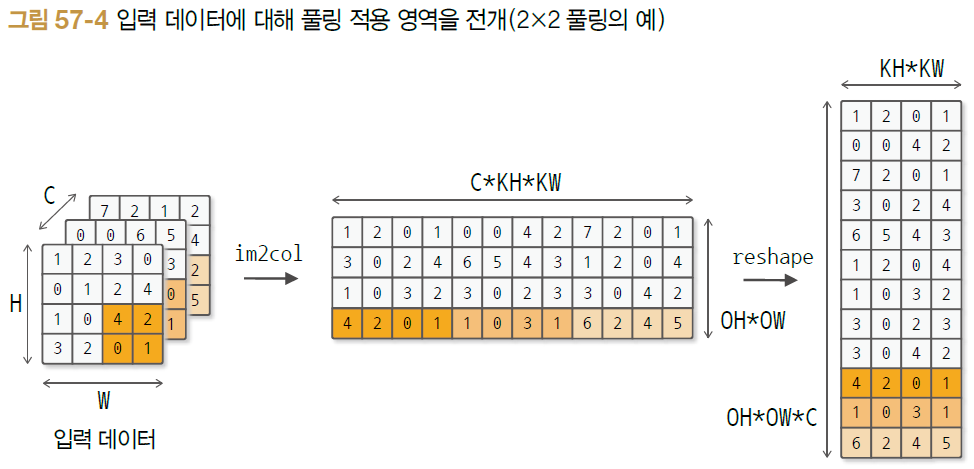 그림 57-4 입력 데이터에 대해 풀링 적용 영역을 전개(2×2 풀링의 예)
KH*KW
C
7 2 1 2
0 0 6 5 4
1 2 3 0 3 2
0 1 2 4 0 5
1 0 4 2 1
3 2 0 1
H
W
입력 데이터
im2col
C*KH*KW
1 2 0 1 0 0 4 2 7 2 0 1
3 0 2 4 6 5 4 3 1 2 0 4
1 0 3 2 3 0 2 3 3 0 4 2
4 2 0 1 1 0 3 1 6 2 4 5
OH*OW
reshape
1 2 0 1
0 0 4 2
7 2 0 1
3 0 2 4
6 5 4 3
1 2 0 4
1 0 3 2
3 0 2 3
3 0 4 2
4 2 0 1
1 0 3 1
6 2 4 5
OH*OW*C